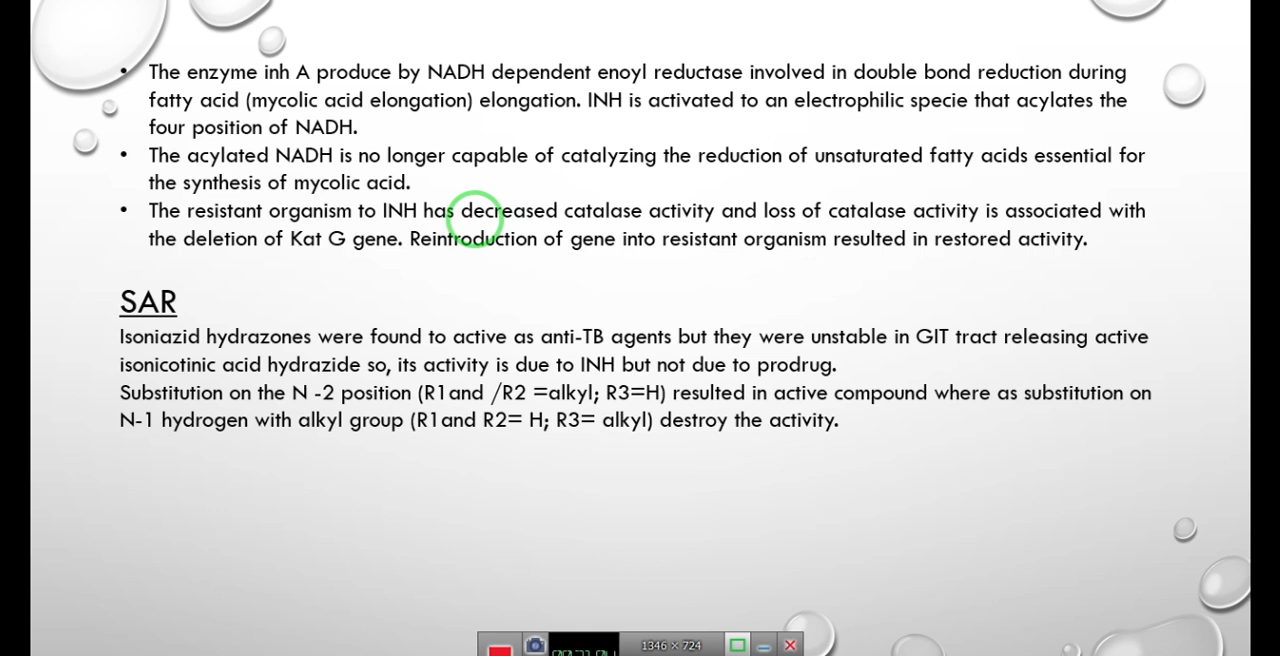 • The enzyme inh A produce by NADH dependent enoyl reductase involved in double bond reduction during
fatty acid (mycolic acid elongation) elongation. INH is activated to an electrophilic specie that acylates the
four position of NADH.
• The acylated NADH is no longer capable of catalyzing the reduction of unsaturated fatty acids essential for
the synthesis of mycolic acid.
• The resistant organism to INH has decreased catalase activity and loss of catalase activity is associated with
the deletion of Kat G gene. Reintroduction of gene into resistant organism resulted in restored activity.
SAR
Isoniazid hydrazones were found to active as anti-TB agents but they were unstable in GIT tract releasing active
isonicotinic acid hydrazide so, its activity is due to INH but not due to prodrug.
Substitution on the N -2 position (R1and /R2 =alkyl; R3=H) resulted in active compound where as substitution on
N-1 hydrogen with alkyl group (R1and R2= H; R3= alkyl) destroy the activity.
1346 × 724